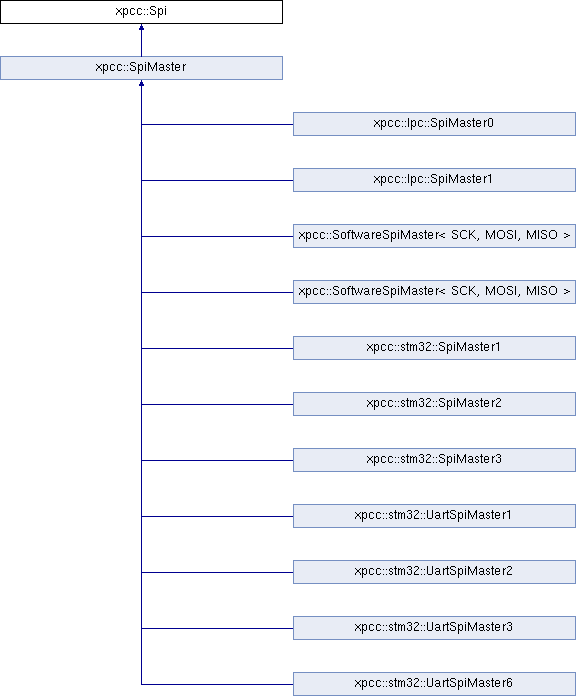 xpcc::Spi
xpcc::SpiMaster
xpcc::lpc::SpiMaster0
xpcc::lpc::SpiMaster1
xpcc::SoftwareSpiMaster< SCK, MOSI, MISO >
xpcc::SoftwareSpiMaster< SCK, MOSI, MISO >
xpcc::stm32::SpiMaster1
xpcc::stm32::SpiMaster2
xpcc::stm32::SpiMaster3
xpcc::stm32::UartSpiMaster1
xpcc::stm32::UartSpiMaster2
xpcc::stm32::UartSpiMaster3
xpcc::stm32::UartSpiMaster6